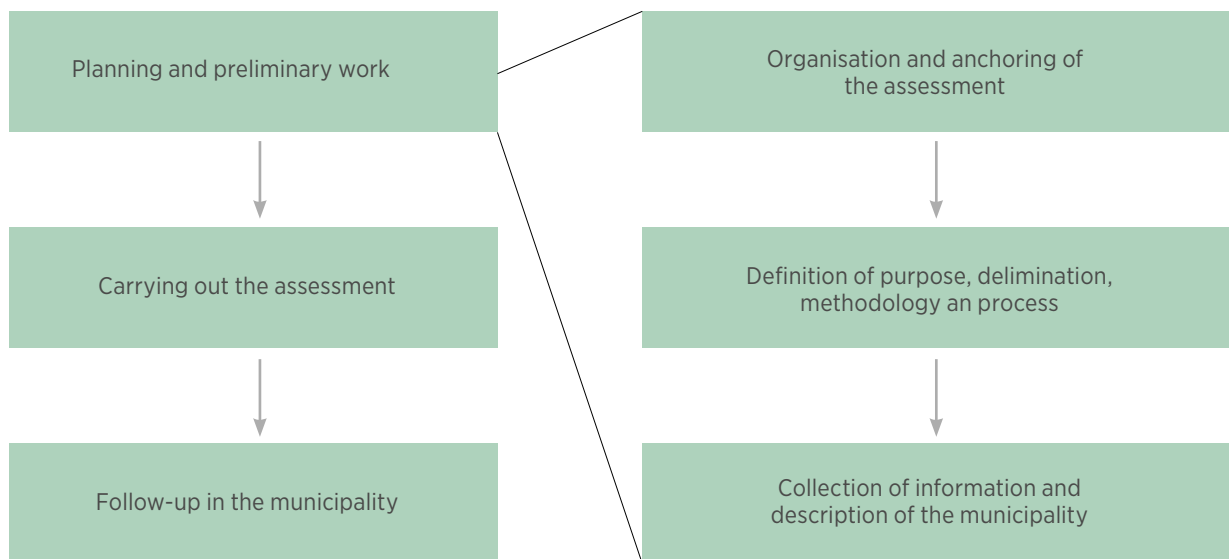 Planning and preliminary work
Carrying out the assessment
Follow-up in the municipality
Organisation and anchoring of
the assessment
Definition of purpose, delimination,
methodology an process
Collection of information and
description of the municipality